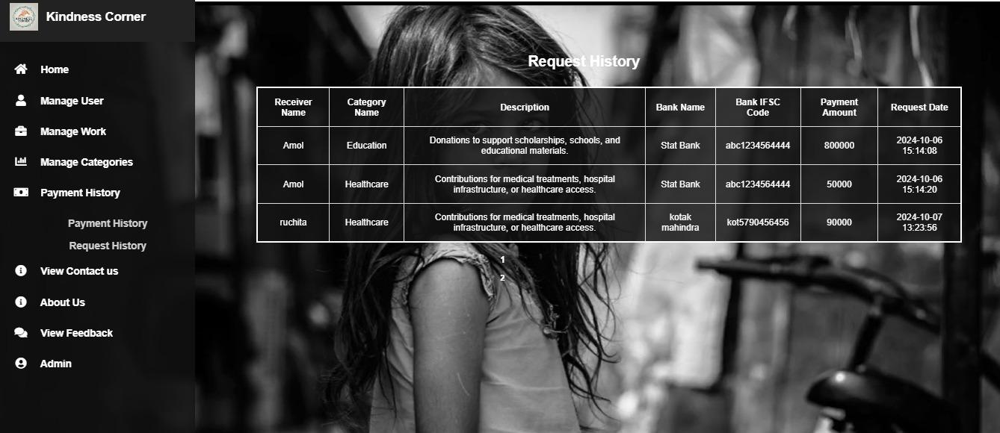 KINDNESS
CORNER
Kindness Corner
Home
Manage User
Manage Work
Manage Categories
Payment History
Payment History
Request History
View Contact us
About Us
View Feedback
Admin
Request History
Receiver
Name
Category
Name
Description
Bank Name
Bank IFSC
Code
Payment
Amount
Request Date
Amol
Education
Donations to support scholarships, schools, and
educational materials.
Stat Bank
abc1234564444
800000
2024-10-06
15:14:08
Amol
Healthcare
Contributions for medical treatments, hospital
infrastructure, or healthcare access.
Stat Bank
abc1234564444
50000
2024-10-06
15:14:20
ruchita
Healthcare
Contributions for medical treatments, hospital
infrastructure, or healthcare access.
kotak
mahindra
kot5790456456
90000
2024-10-07
13:23:56
1
2